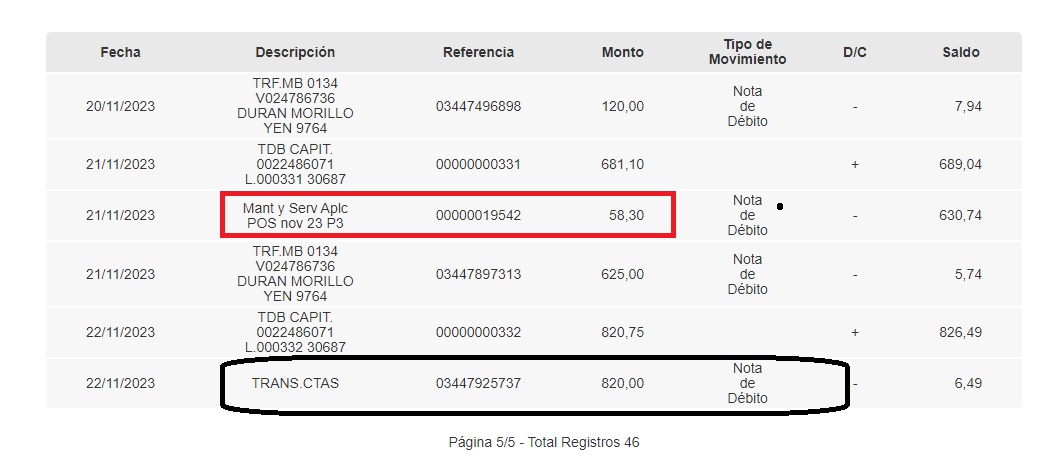 Fecha Descripción Referencia Monto Tipo de Movimiento D/C Saldo
20/11/2023 TRF.MB 0134 V024786736 DURAN MORILLO YEN 9764 03447496898 120,00 Nota de Débito - 7,94
21/11/2023 TDB CAPIT. 0022486071 L.000331 30687 00000000331 681,10 + 689,04
21/11/2023 Mant y Serv Aplc POS nov 23 P3 00000019542 58,30 Nota de Débito - 630,74
21/11/2023 TRF.MB 0134 V024786736 DURAN MORILLO YEN 9764 03447897313 625,00 Nota de Débito - 5,74
22/11/2023 TDB CAPIT. 0022486071 L.000332 30687 00000000332 820,75 + 826,49
22/11/2023 TRANS.CTAS 03447925737 820,00 Nota de Débito - 6,49
Página 5/5 - Total Registros 46